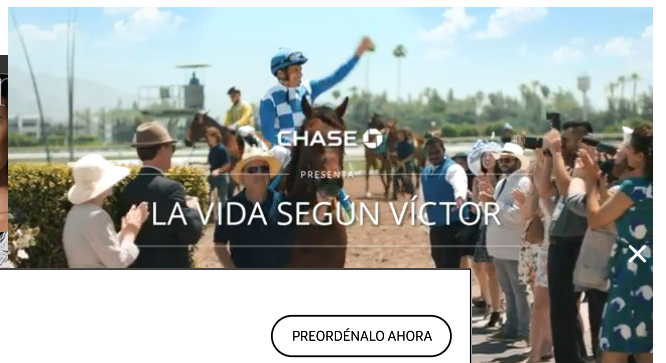 CHASE
PRESENTA
LA VIDA SEGÚN VÍCTOR
PREORDÉNALO AHORA